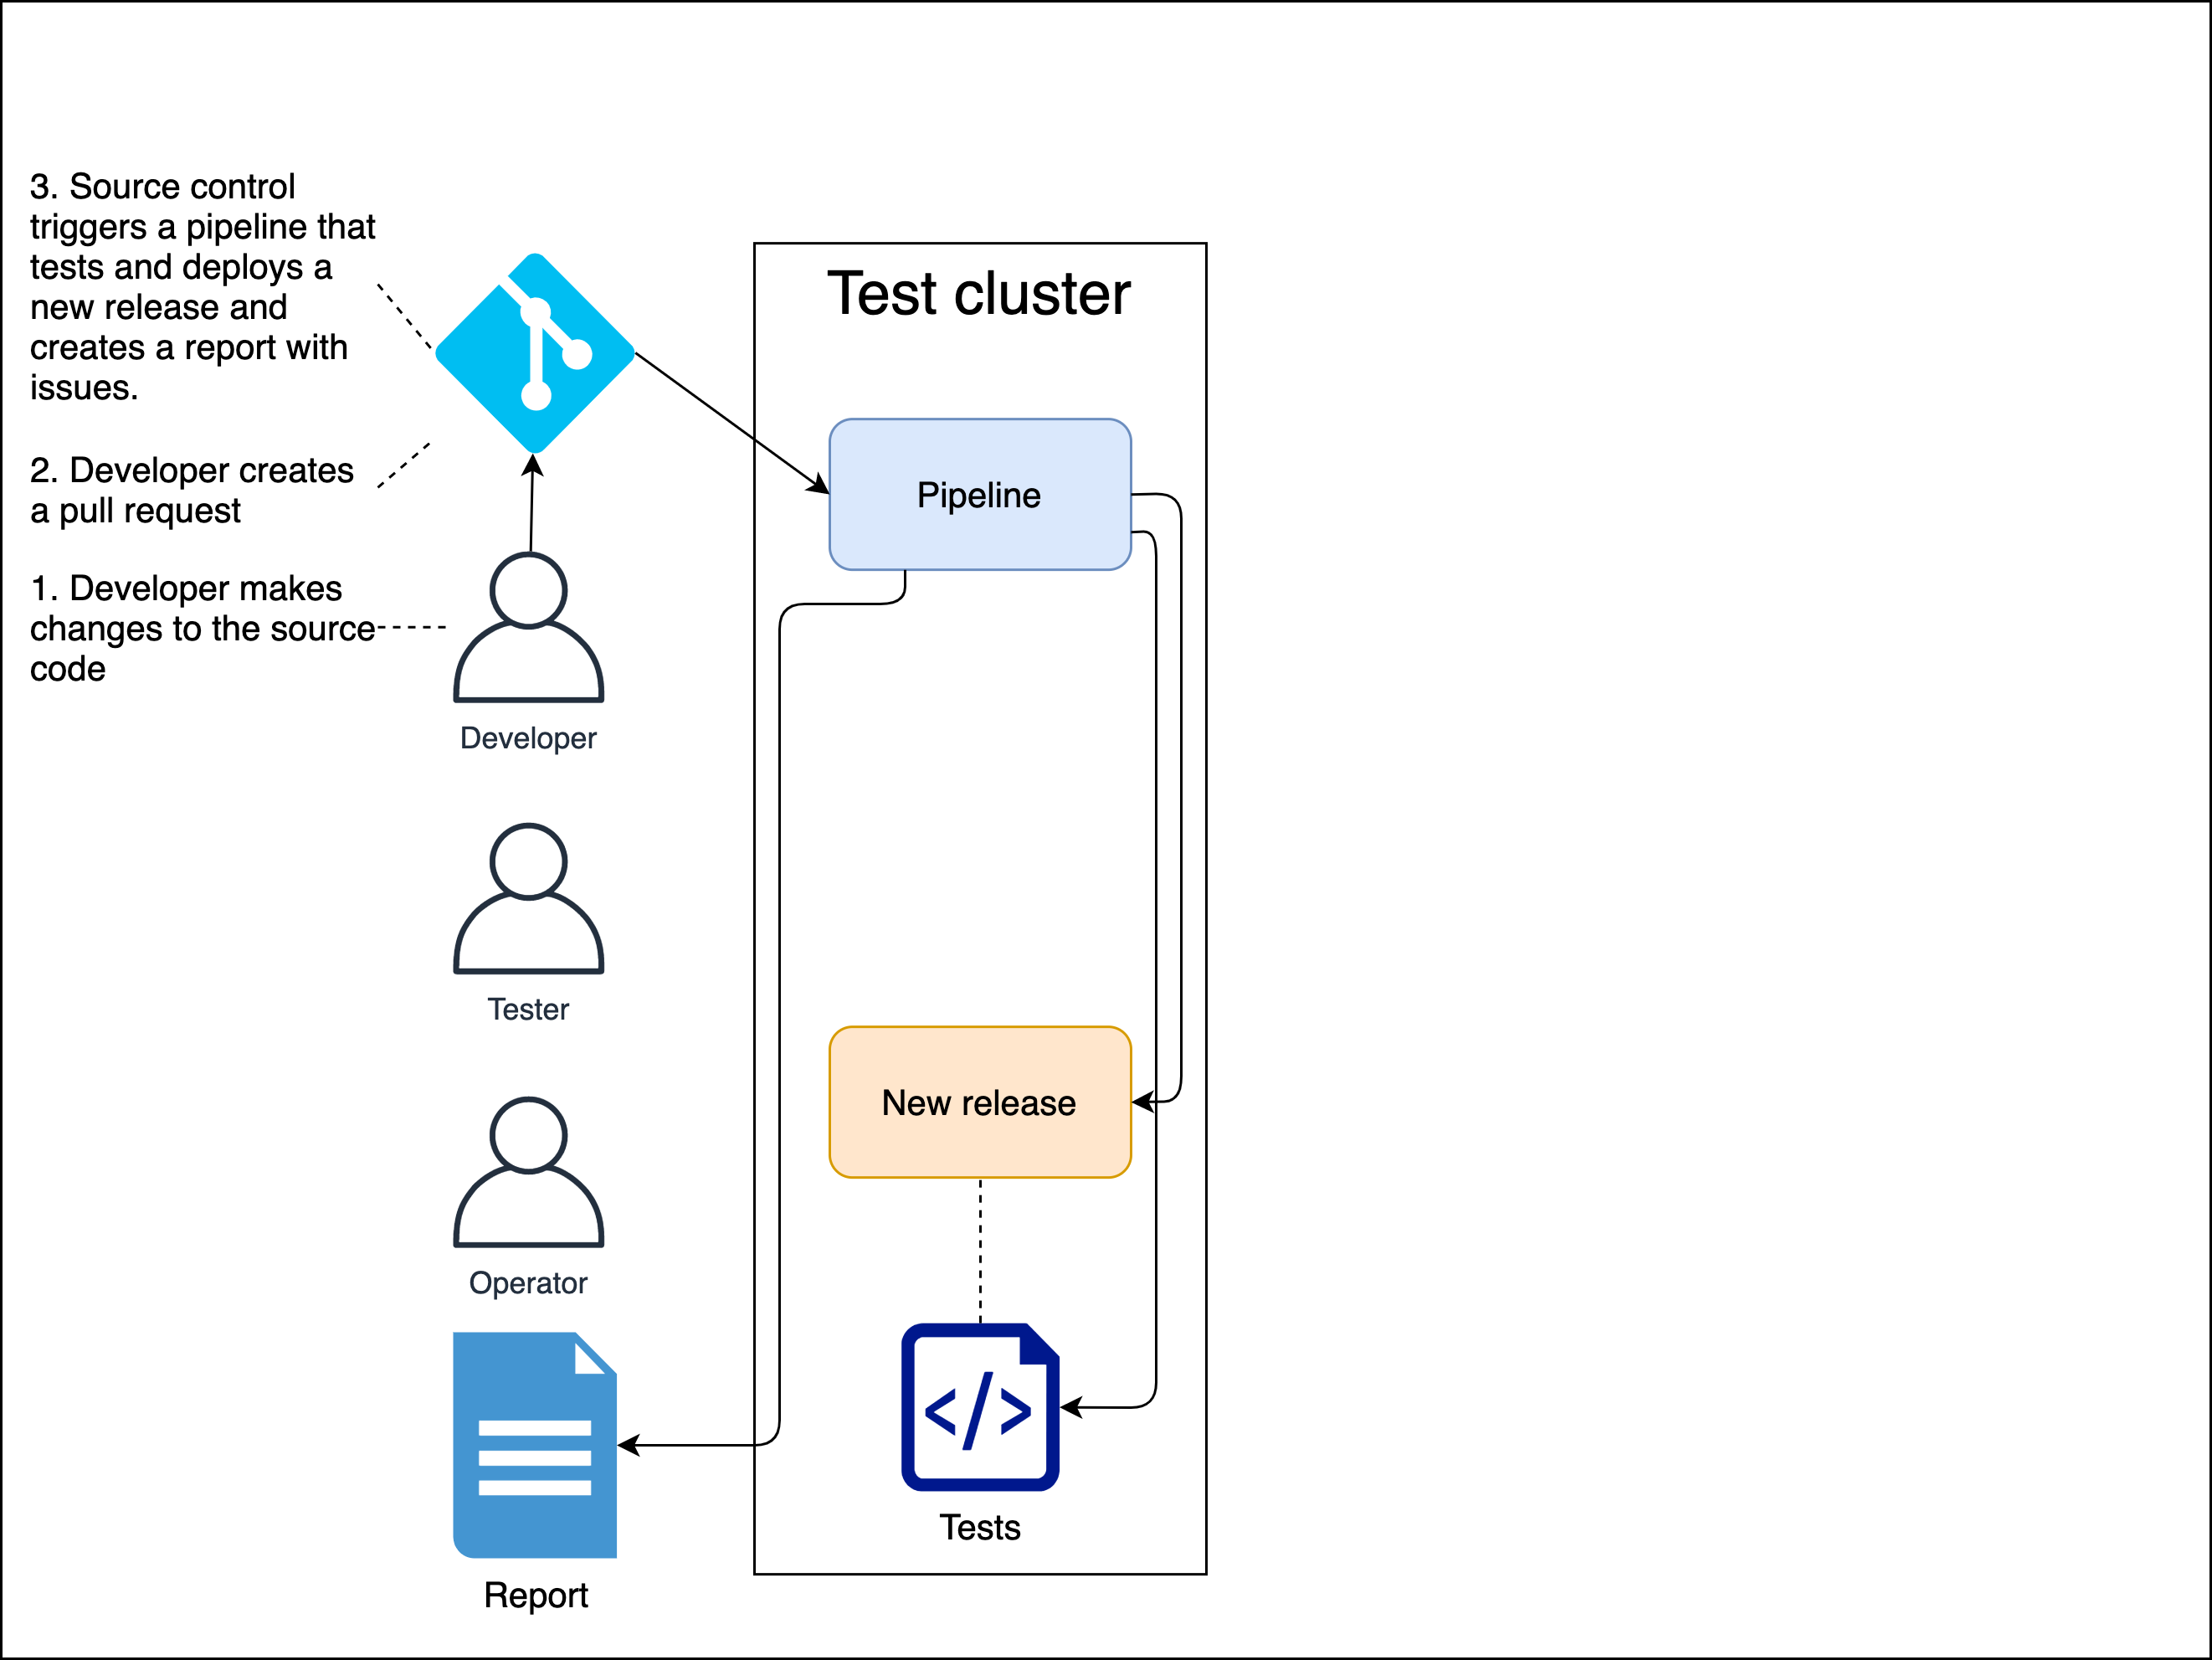 3. Source control
triggers a pipeline that
tests and deploys a
new release and
creates a report with
issues.
2. Developer creates
a pull request
1. Developer makes
changes to the source
code
Developer
Tester
Operator
Report
Test cluster
Pipeline
New release
</>
Tests